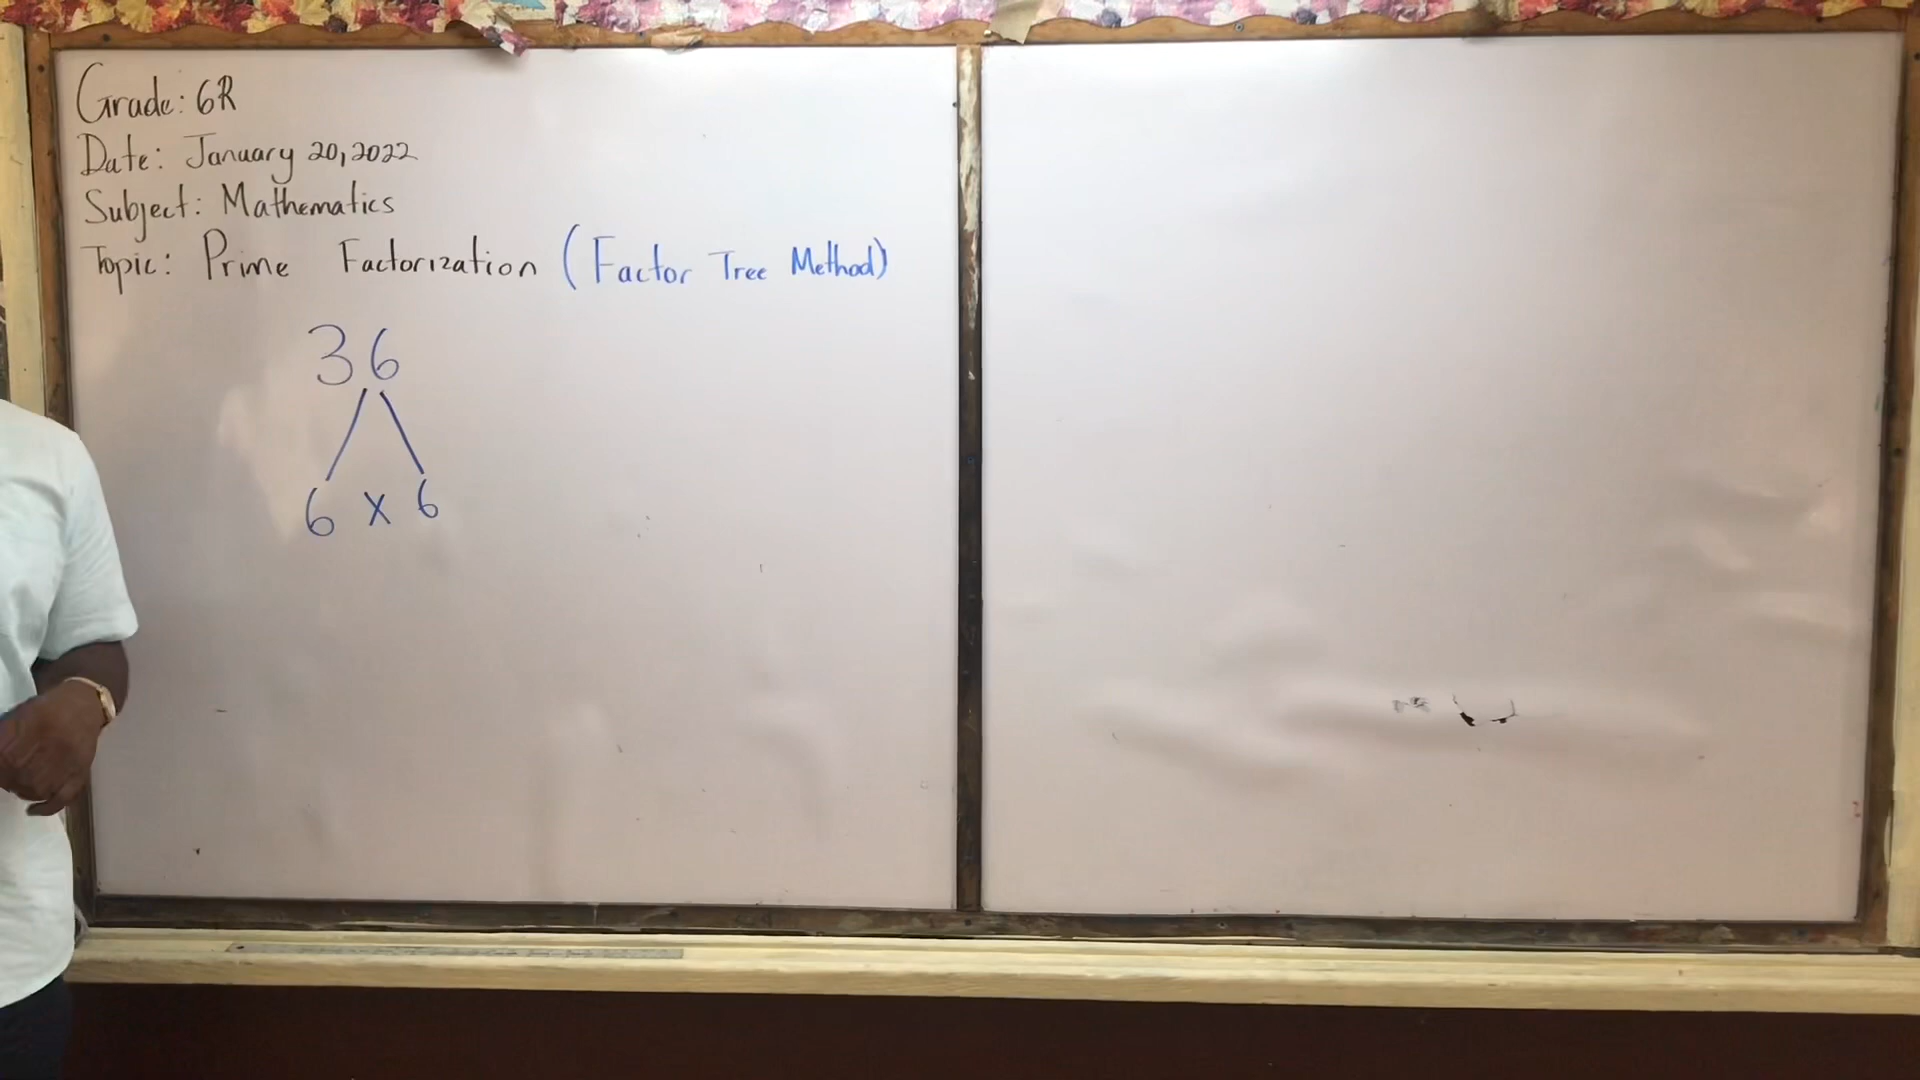 Grade: 6R
Date: January 20, 2022
Subject: Mathematics
Topic: Prime Factorization (Factor Tree Method)
36
6 x 6